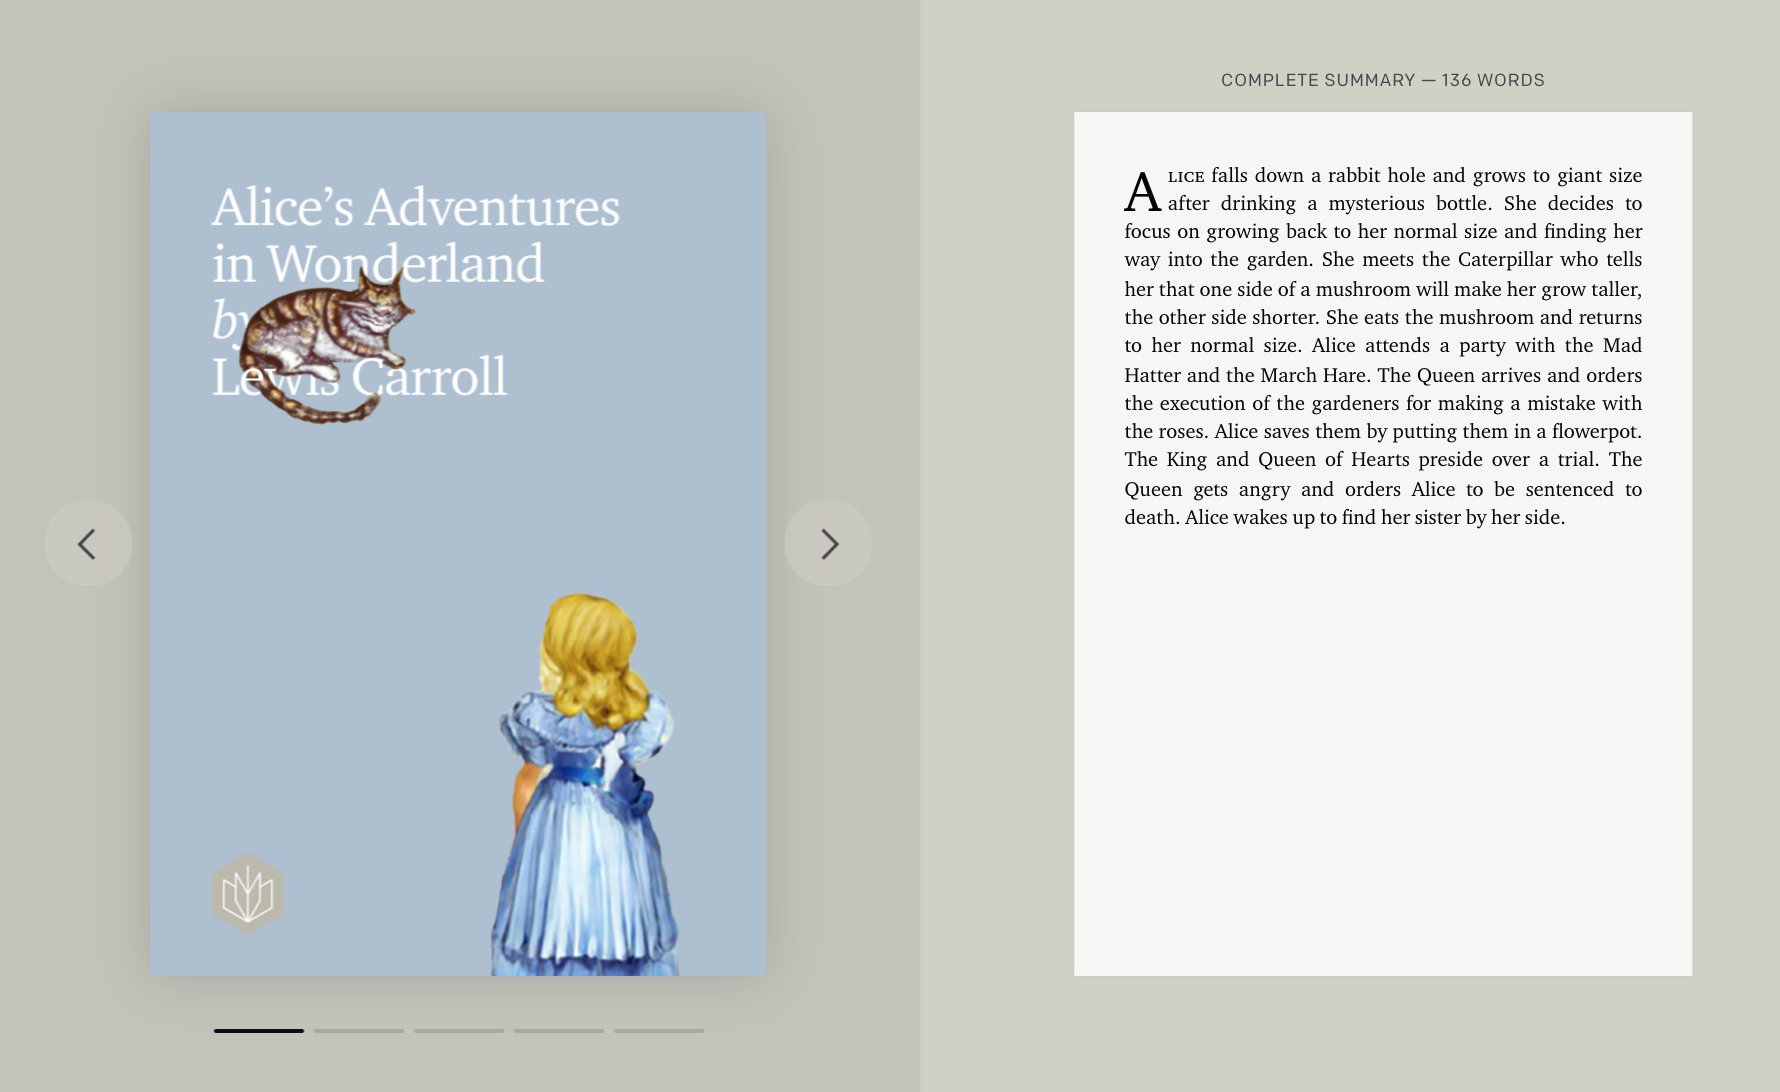 Alice’s Adventures
in Wonderland
by
Lewis Carroll
COMPLETE SUMMARY — 136 WORDS
ALICE falls down a rabbit hole and grows to giant size
after drinking a mysterious bottle. She decides to
focus on growing back to her normal size and finding her
way into the garden. She meets the Caterpillar who tells
her that one side of a mushroom will make her grow taller,
the other side shorter. She eats the mushroom and returns
to her normal size. Alice attends a party with the Mad
Hatter and the March Hare. The Queen arrives and orders
the execution of the gardeners for making a mistake with
the roses. Alice saves them by putting them in a flowerpot.
The King and Queen of Hearts preside over a trial. The
Queen gets angry and orders Alice to be sentenced to
death. Alice wakes up to find her sister by her side.